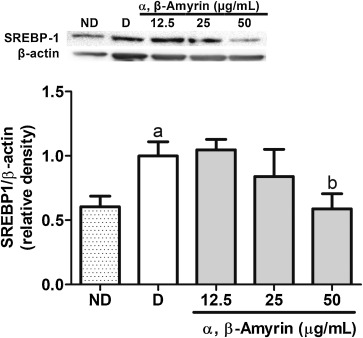 α, β-Amyrin (μg/mL)
ND D 12.5 25 50
SREBP-1
β-actin
SREBP1/β-actin
(relative density)
1.5
1.0
0.5
0.0
a
b
ND D 12.5 25 50
α, β-Amyrin (μg/mL)